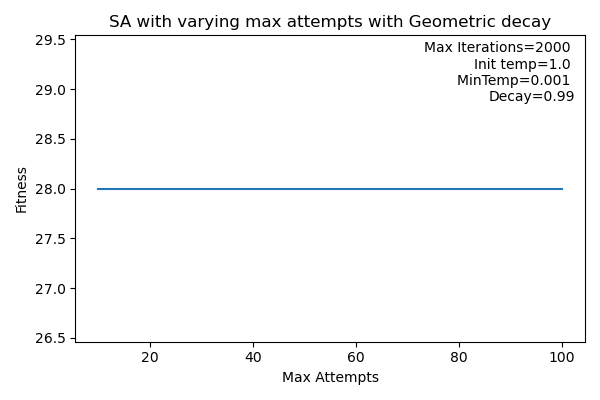 SA with varying max attempts with Geometric decay
29.5
29.0
28.5
28.0
27.5
27.0
26.5
Fitness
Max Iterations=2000
Init temp=1.0
MinTemp=0.001
Decay=0.99
20
40
60
80
100
Max Attempts